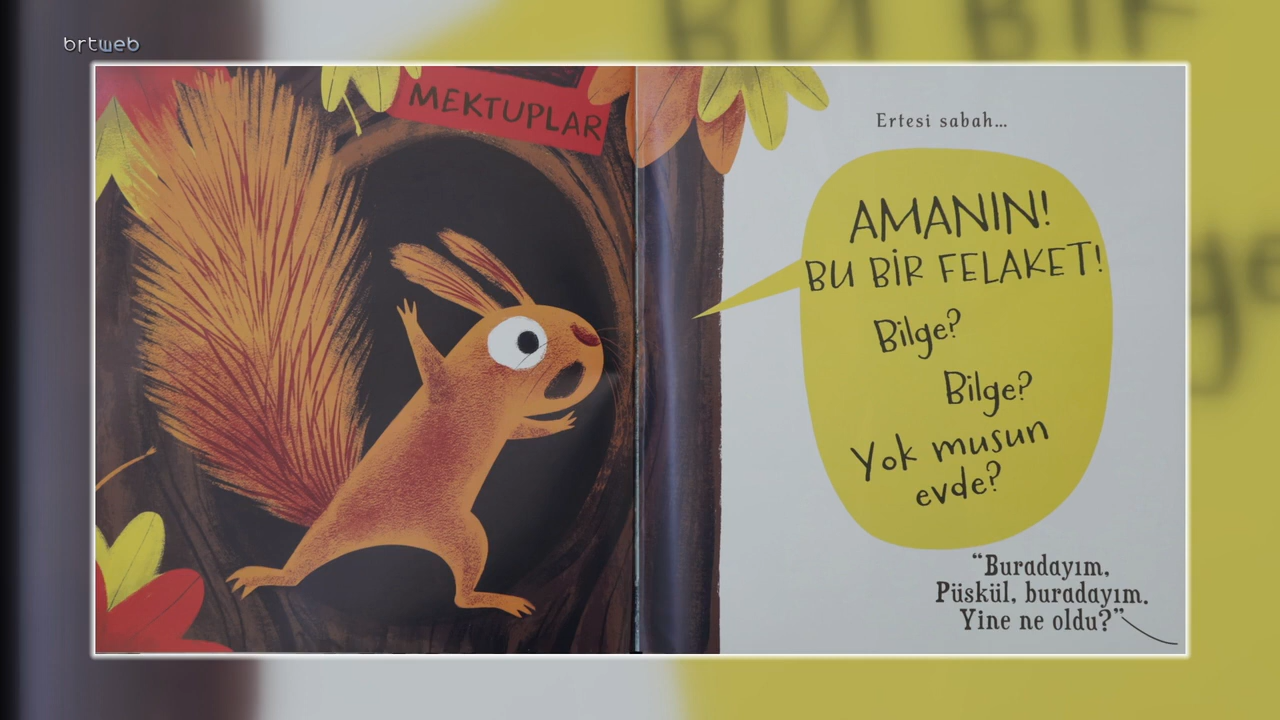 brtweb
MEKTUPLAR
Ertesi sabah...
AMANIN!
BU BİR FELAKET!
Bilge?
Bilge?
Yok musun
evde?
“Buradayım,
Püskül, buradayım.
Yine ne oldu?”